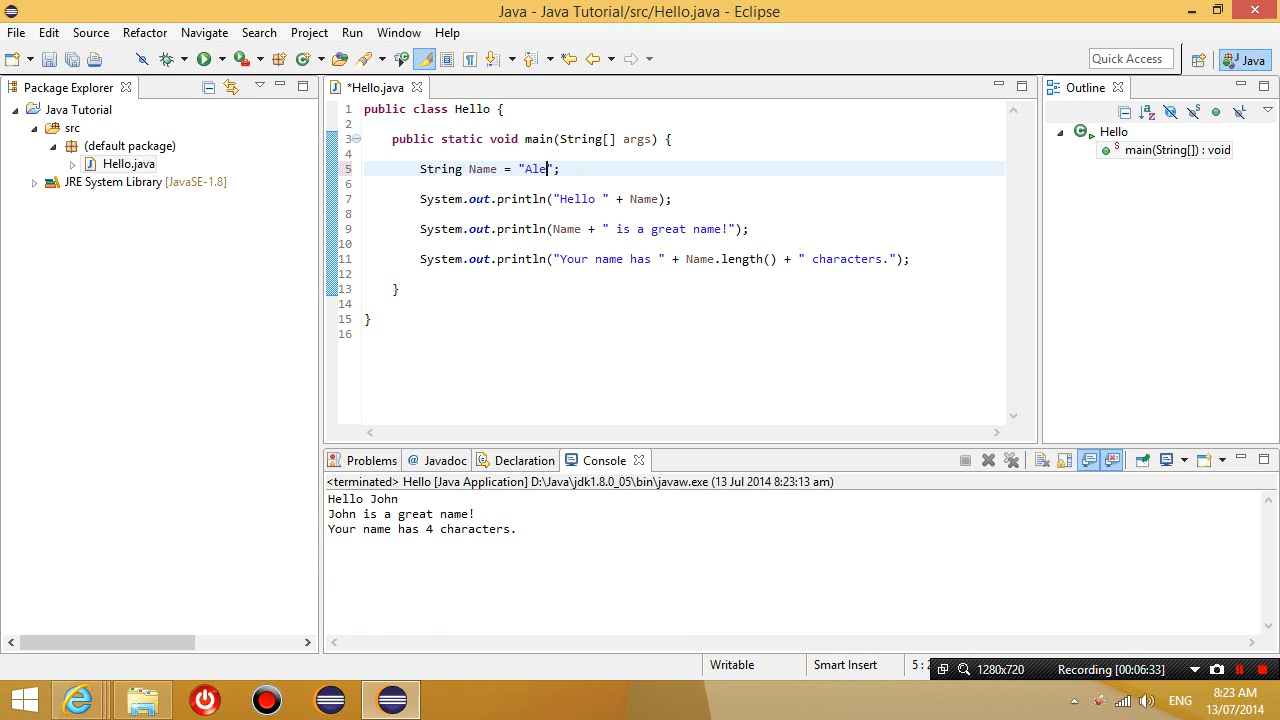 Java - Java Tutorial/src/Hello.java - Eclipse
File Edit Source Refactor Navigate Search Project Run Window Help
Quick Access
Java
Package Explorer
Java Tutorial
src
(default package)
Hello.java
JRE System Library [JavaSE-1.8]
*Hello.java
1 public class Hello {
2
3 public static void main(String[] args) {
4
5 String Name = "Ale";
6
7 System.out.println("Hello " + Name);
8
9 System.out.println(Name + " is a great name!");
10
11 System.out.println("Your name has " + Name.length() + " characters.");
12
13 }
14
15 }
16
Outline
Hello
main(String[]) : void
Problems @ Javadoc Declaration Console
<terminated> Hello [Java Application] D:\Java\jdk1.8.0_05\bin\javaw.exe (13 Jul 2014 8:23:13 am)
Hello John
John is a great name!
Your name has 4 characters.
Writable Smart Insert 5 :
1280x720 Recording [00:06:33]
ENG
8:23 AM
13/07/2014